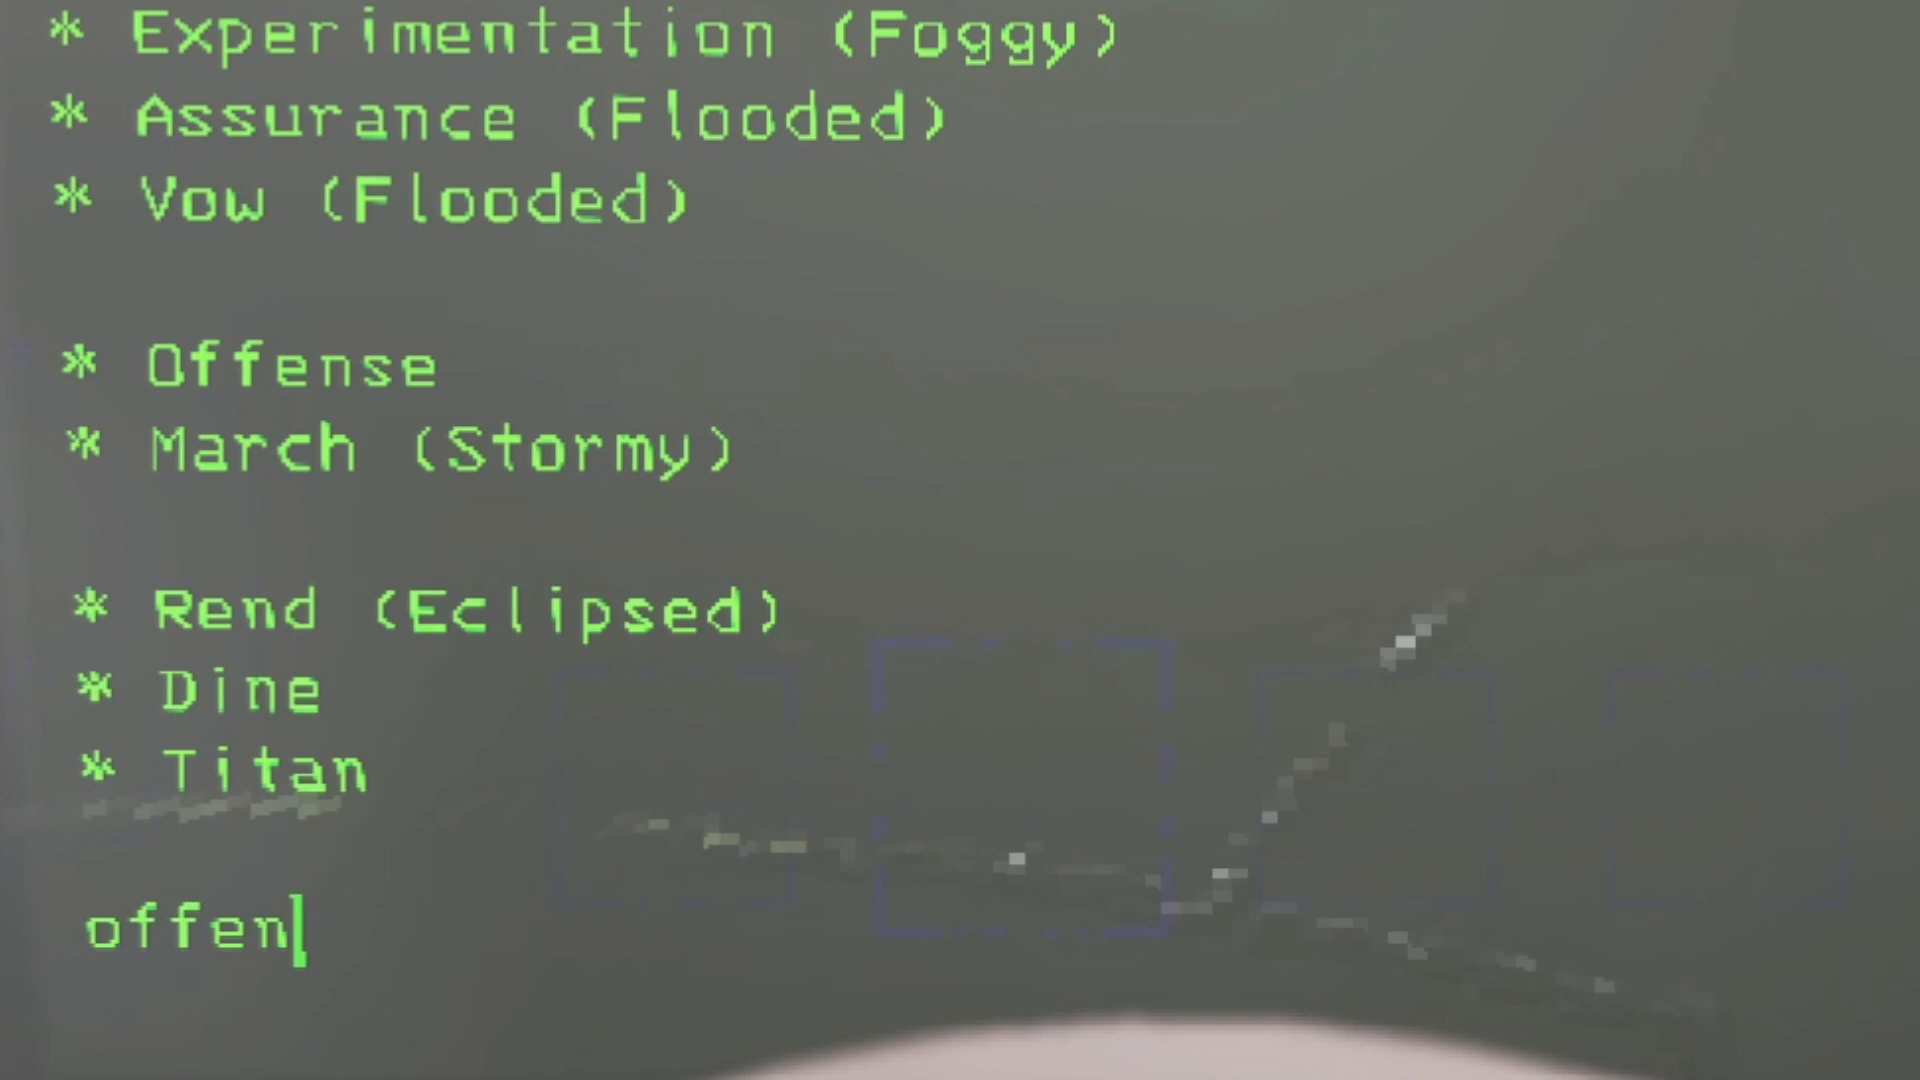 * Experimentation (Foggy)
* Assurance (Flooded)
* Vow (Flooded)
* Offense
* March (Stormy)
* Rend (Eclipsed)
* Dine
* Titan
offen